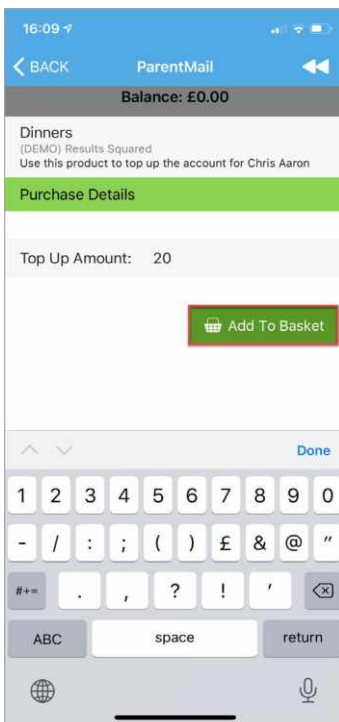 16:09
BACK ParentMail
Balance: £0.00
Dinners
(DEMO) Results Squared
Use this product to top up the account for Chris Aaron
Purchase Details
Top Up Amount: 20
Add To Basket
Done
1 2 3 4 5 6 7 8 9 0
- / : ; ( ) £ & @ "
#+= . , ? ! '
ABC space return